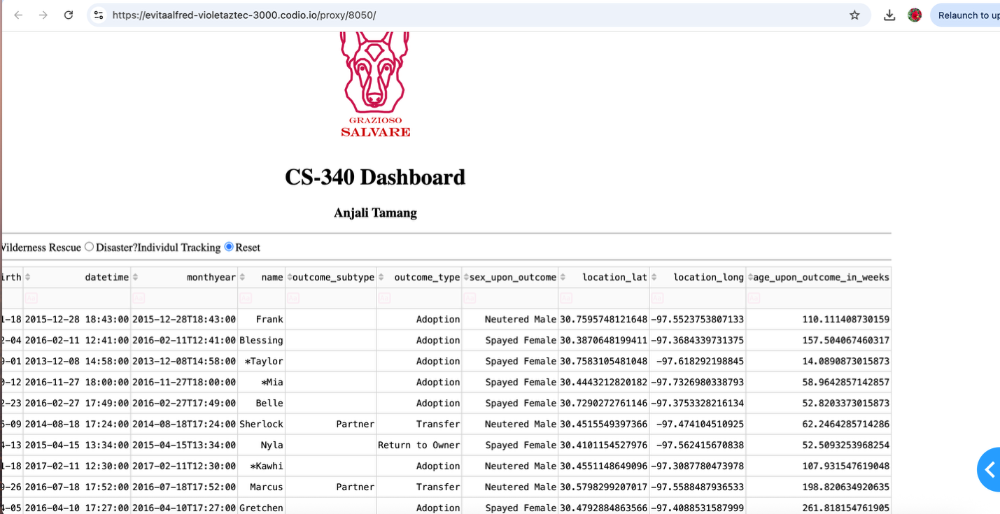 https://evitaalfred-violetaztec-3000.codio.io/proxy/8050/ Relaunch to up
GRAZIOSO
SALVARE
CS-340 Dashboard
Anjali Tamang
Vilderness Rescue Disaster?Individul Tracking Reset
irth datetime monthyear name outcome_subtype outcome_type sex_upon_outcome location_lat location_long age_upon_outcome_in_weeks
Aa Aa Aa Aa Aa Aa Aa Aa Aa
1-18 2015-12-28 18:43:00 2015-12-28T18:43:00 Frank Adoption Neutered Male 30.7595748121648 -97.5523753807133 110.111408730159
2-04 2016-02-11 12:41:00 2016-02-11T12:41:00 Blessing Adoption Spayed Female 30.3870648199411 -97.3684339731375 157.504067460317
9-01 2013-12-08 14:58:00 2013-12-08T14:58:00 *Taylor Adoption Spayed Female 30.7583105481048 -97.618292198845 14.0890873015873
0-12 2016-11-27 18:00:00 2016-11-27T18:00:00 *Mia Adoption Spayed Female 30.4443212820182 -97.7326980338793 58.9642857142857
2-23 2016-02-27 17:49:00 2016-02-27T17:49:00 Belle Adoption Spayed Female 30.7290272761146 -97.3753328216134 52.8203373015873
6-09 2014-08-18 17:24:00 2014-08-18T17:24:00 Sherlock Partner Transfer Neutered Male 30.4515549397366 -97.474104510925 62.2464285714286
4-13 2015-04-15 13:34:00 2015-04-15T13:34:00 Nyla Return to Owner Spayed Female 30.4101154527976 -97.562415670838 52.5093253968254
1-18 2017-02-11 12:30:00 2017-02-11T12:30:00 *Kawhi Adoption Neutered Male 30.4551148649096 -97.3087780473978 107.931547619048
9-26 2016-07-18 17:52:00 2016-07-18T17:52:00 Marcus Partner Transfer Neutered Male 30.5798299207017 -97.5588487936533 198.820634920635
4-05 2016-04-10 17:27:00 2016-04-10T17:27:00 Gretchen Adoption Spayed Female 30.4792884863566 -97.4088531587999 261.818154761905